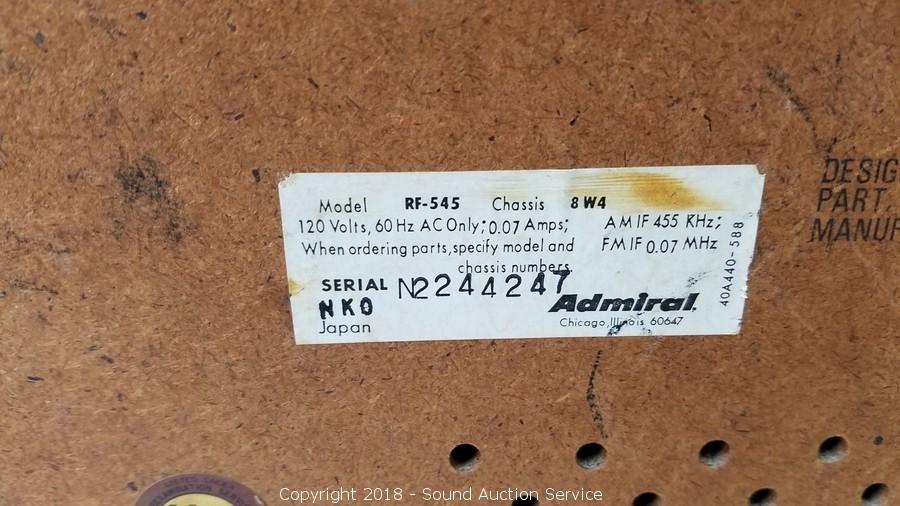 Model RF-545 Chassis 8W4
120 Volts, 60 Hz AC Only; 0.07 Amps; AM IF 455 KHz;
When ordering parts, specify model and FM IF 0.07 MHz
chassis numbers.
SERIAL N2244247
NKO Admiral.
Japan Chicago, Illinois 60647
40A440-588
DESIG
PART
MANUF
Copyright 2018 - Sound Auction Service